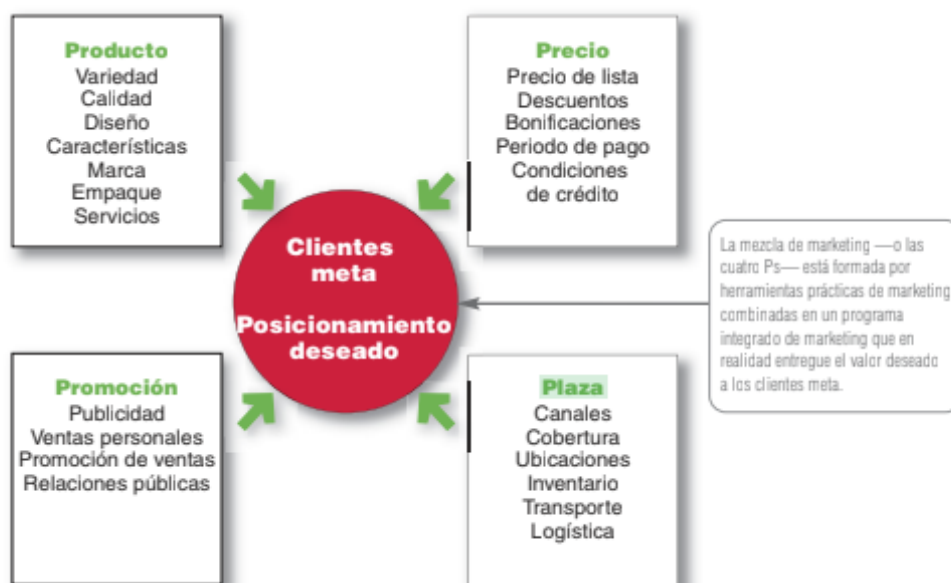 Producto
Variedad
Calidad
Diseño
Características
Marca
Empaque
Servicios
Precio
Precio de lista
Descuentos
Bonificaciones
Periodo de pago
Condiciones
de crédito
Clientes
meta
Posicionamiento
deseado
La mezcla de marketing —o las
cuatro Ps— está formada por
herramientas prácticas de marketing
combinadas en un programa
integrado de marketing que en
realidad entregue el valor deseado
a los clientes meta.
Promoción
Publicidad
Ventas personales
Promoción de ventas
Relaciones públicas
Plaza
Canales
Cobertura
Ubicaciones
Inventario
Transporte
Logística